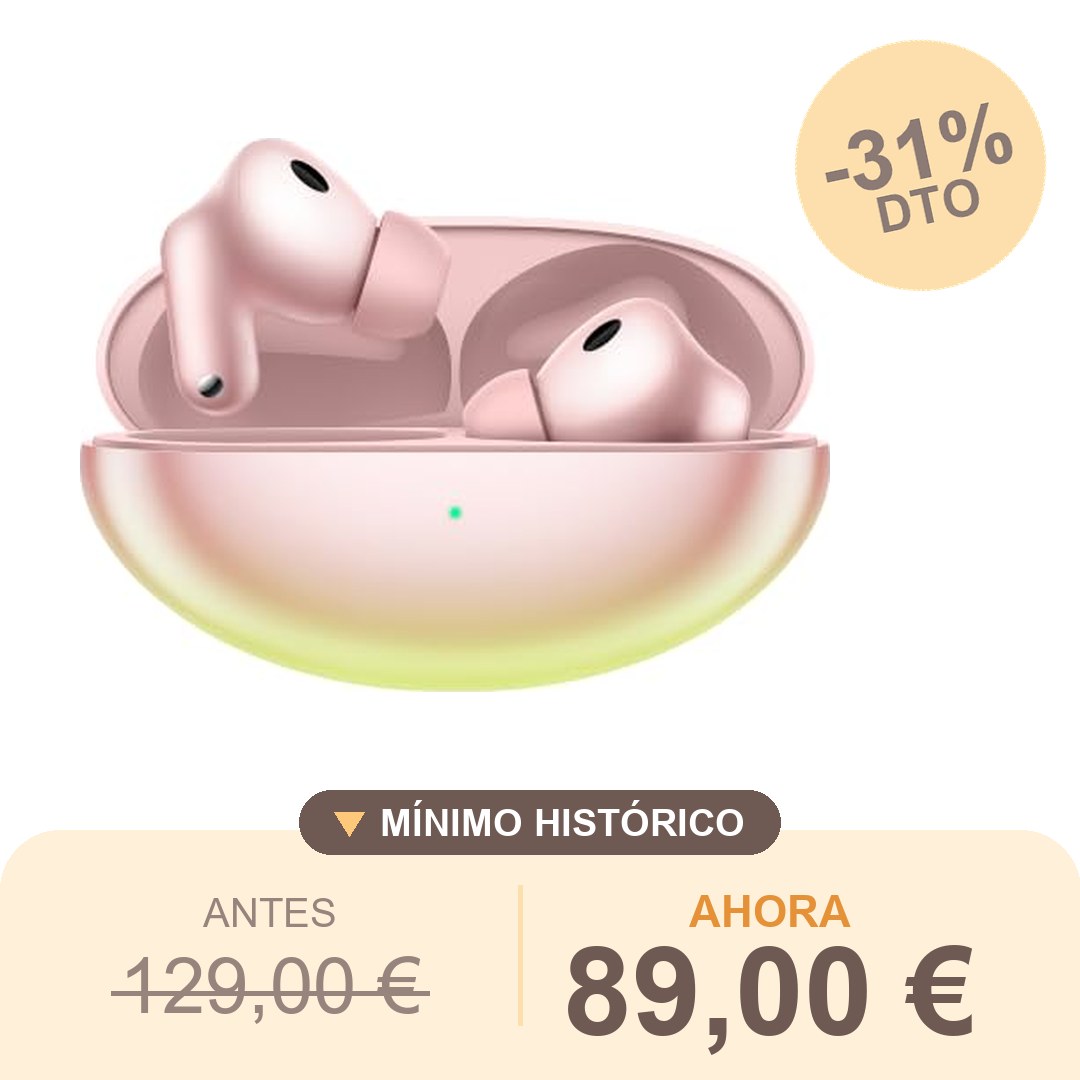 -31%
DTO
MÍNIMO HISTÓRICO
ANTES
129,00 €
AHORA
89,00 €